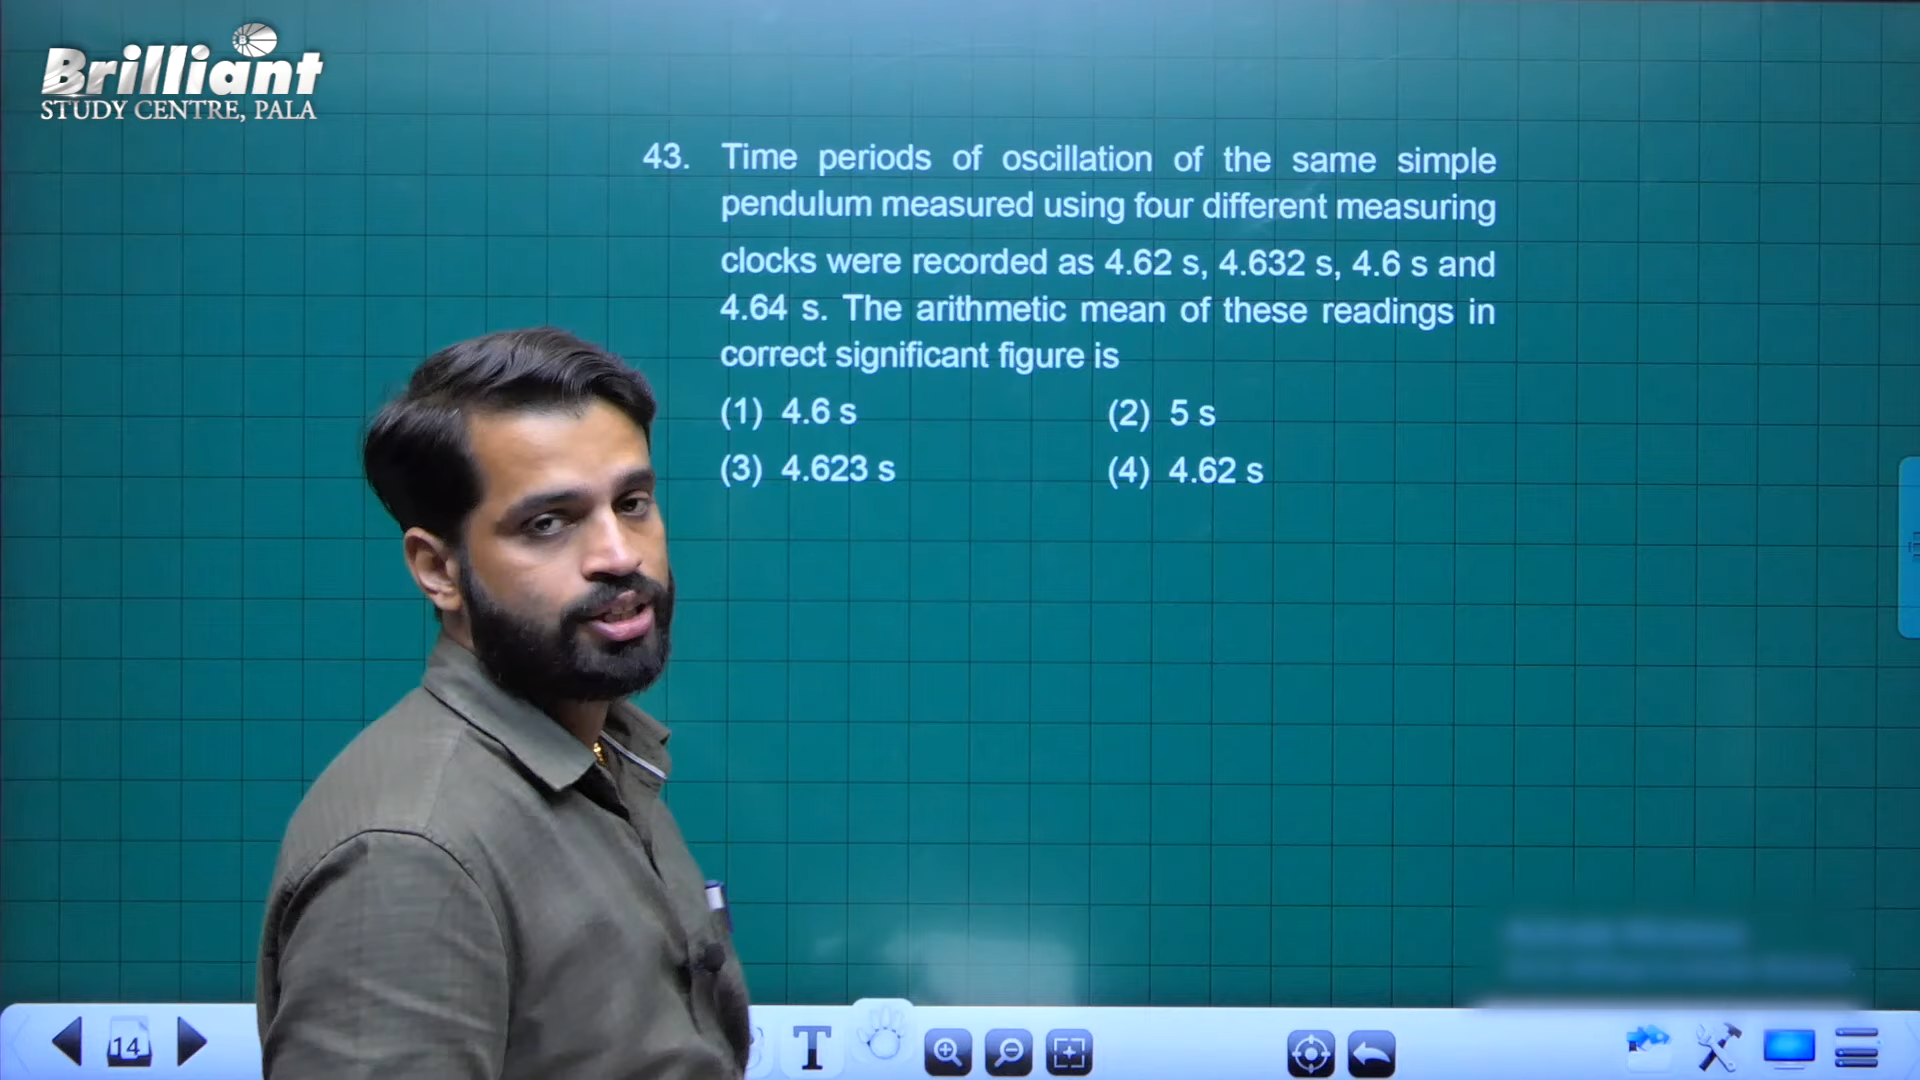 Brilliant
STUDY CENTRE, PALA
43. Time periods of oscillation of the same simple
pendulum measured using four different measuring
clocks were recorded as 4.62 s, 4.632 s, 4.6 s and
4.64 s. The arithmetic mean of these readings in
correct significant figure is
(1) 4.6 s (2) 5 s
(3) 4.623 s (4) 4.62 s
14
T